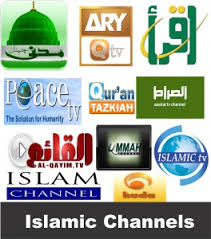 مدنی
ARY
Q tv
اقرأ
Peace tv
The Solution for Humanity
Qur'an
TAZKIAH
الصراط
القائم
AL-QAYIM.TV
ISLAM
CHANNEL
UMMAH
CHANNEL
ISLAMIC tv
huda
Islamic Channels